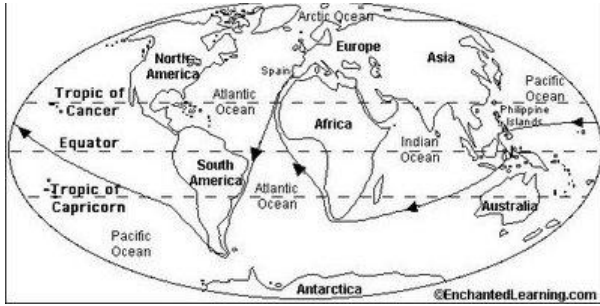 Arctic Ocean
North
America
Europe
Asia
Spain
Pacific
Ocean
Tropic of
Cancer
Atlantic
Ocean
Philippine
Islands
Africa
Equator
Indian
Ocean
South
America
Tropic of
Capricorn
Atlantic
Ocean
Australia
Pacific
Ocean
Antarctica
©EnchantedLearning.com